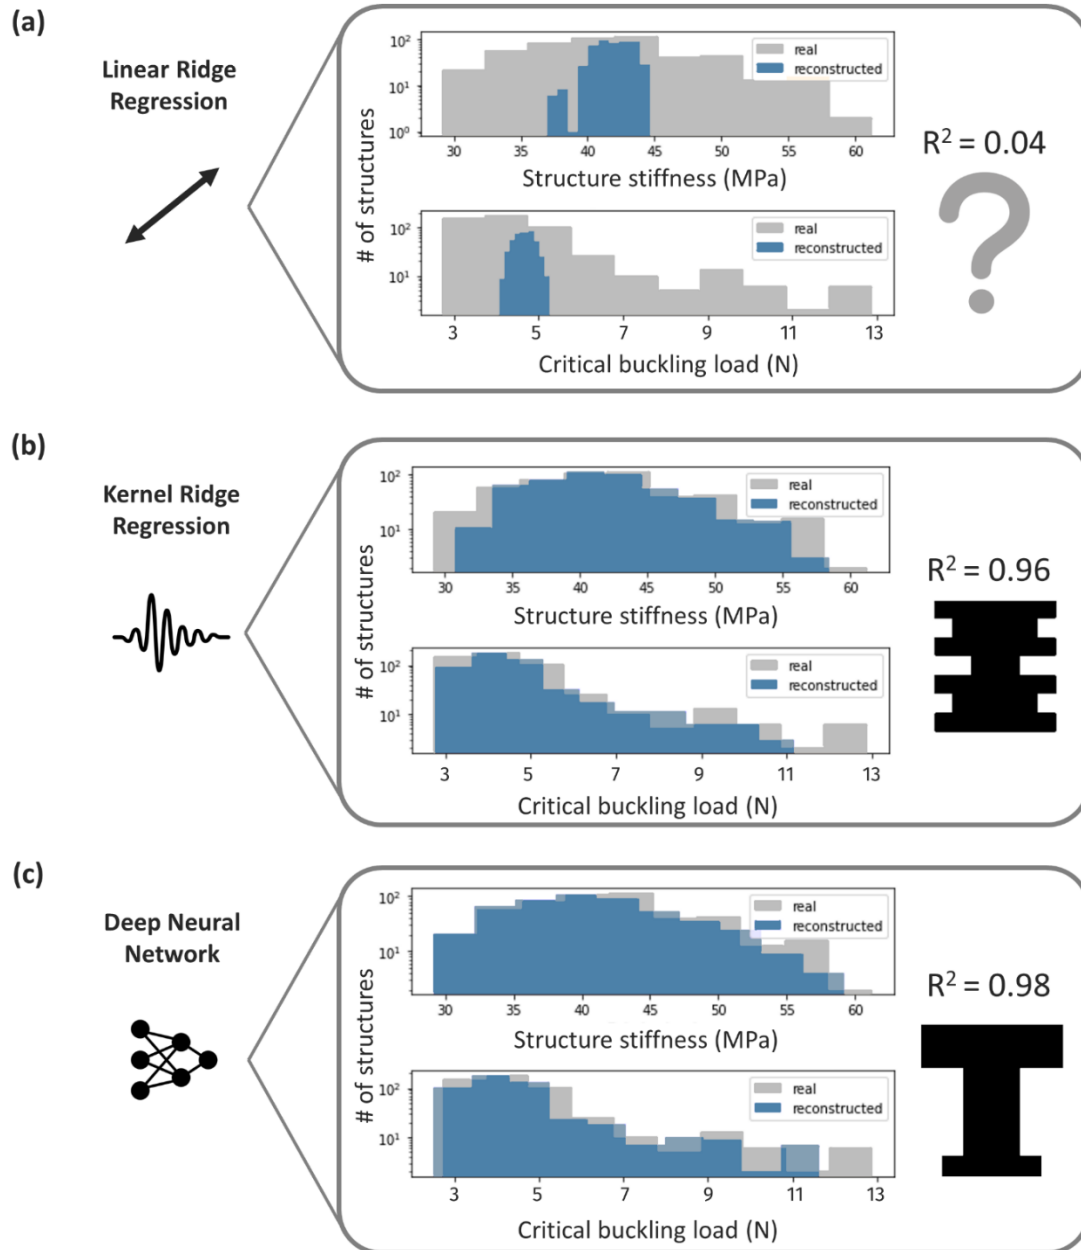 (a)
Linear Ridge
Regression
# of structures
10²
10¹
10⁰
real
reconstructed
30 35 40 45 50 55 60
Structure stiffness (MPa)
10²
10¹
real
reconstructed
3 5 7 9 11 13
Critical buckling load (N)
R² = 0.04
?
(b)
Kernel Ridge
Regression
# of structures
10²
10¹
real
reconstructed
30 35 40 45 50 55 60
Structure stiffness (MPa)
10²
10¹
real
reconstructed
3 5 7 9 11 13
Critical buckling load (N)
R² = 0.96
(c)
Deep Neural
Network
# of structures
10²
10¹
real
reconstructed
30 35 40 45 50 55 60
Structure stiffness (MPa)
10²
10¹
real
reconstructed
3 5 7 9 11 13
Critical buckling load (N)
R² = 0.98